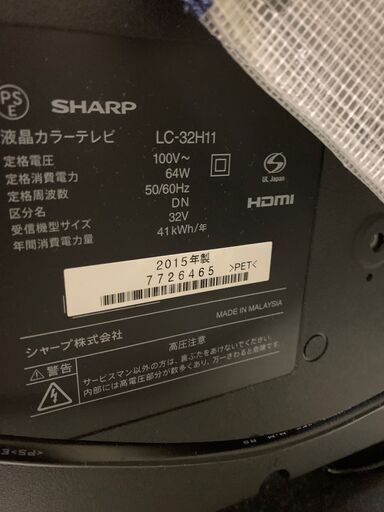 PS
E
SHARP
液晶カラーテレビ LC-32H11
定格電圧 100V～
定格消費電力 64W
定格周波数 50/60Hz
区分名 DN
受信機型サイズ 32V
年間消費電力量 41kWh/年
UL Japan
HDMI
2015年製
7726465 >PET<
シャープ株式会社
MADE IN MALAYSIA
高圧注意
警告
サービスマン以外の方は、裏ぶたをあけないでください。
内部には高電圧部分が数多くあり、万一さわると危険です。
>PS<